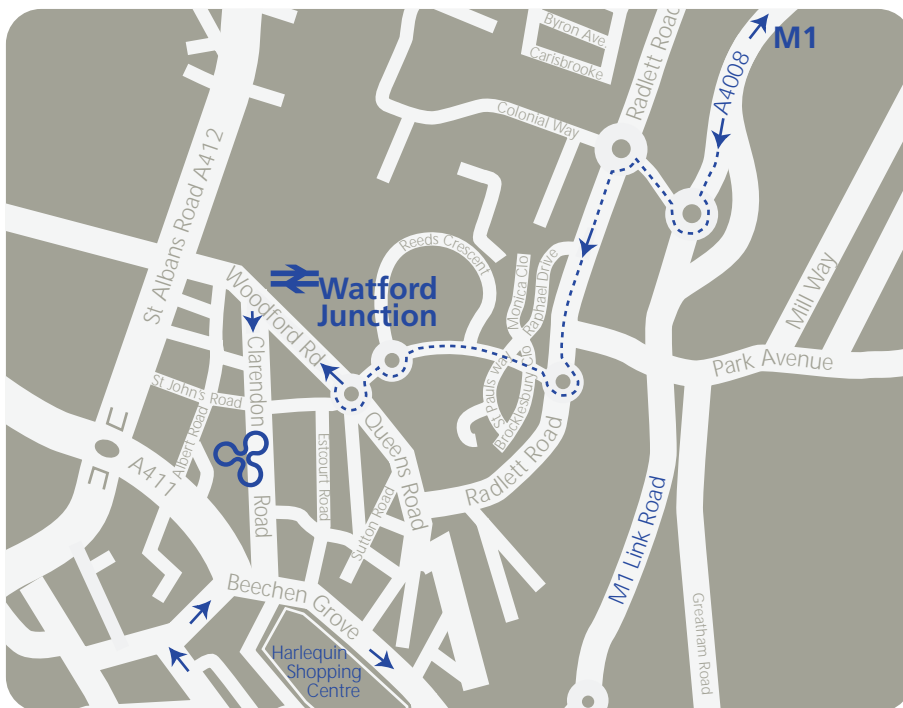 Byron Ave.
Carisbrooke
Radlett Road
M1
A4008
Colonial Way
St Albans Road A412
Reeds Crescent
Monica Clo
Raphael Drive
Mill Way
Woodford Rd
Watford
Junction
Clarendon
Road
St John's Road
Albert Road
St Pauls Way
Brocklesbury Clo
Park Avenue
Queens Road
Estcourt Road
A411
Sutton Road
Radlett Road
M1 Link Road
Beechen Grove
Greatham Road
Harlequin
Shopping
Centre